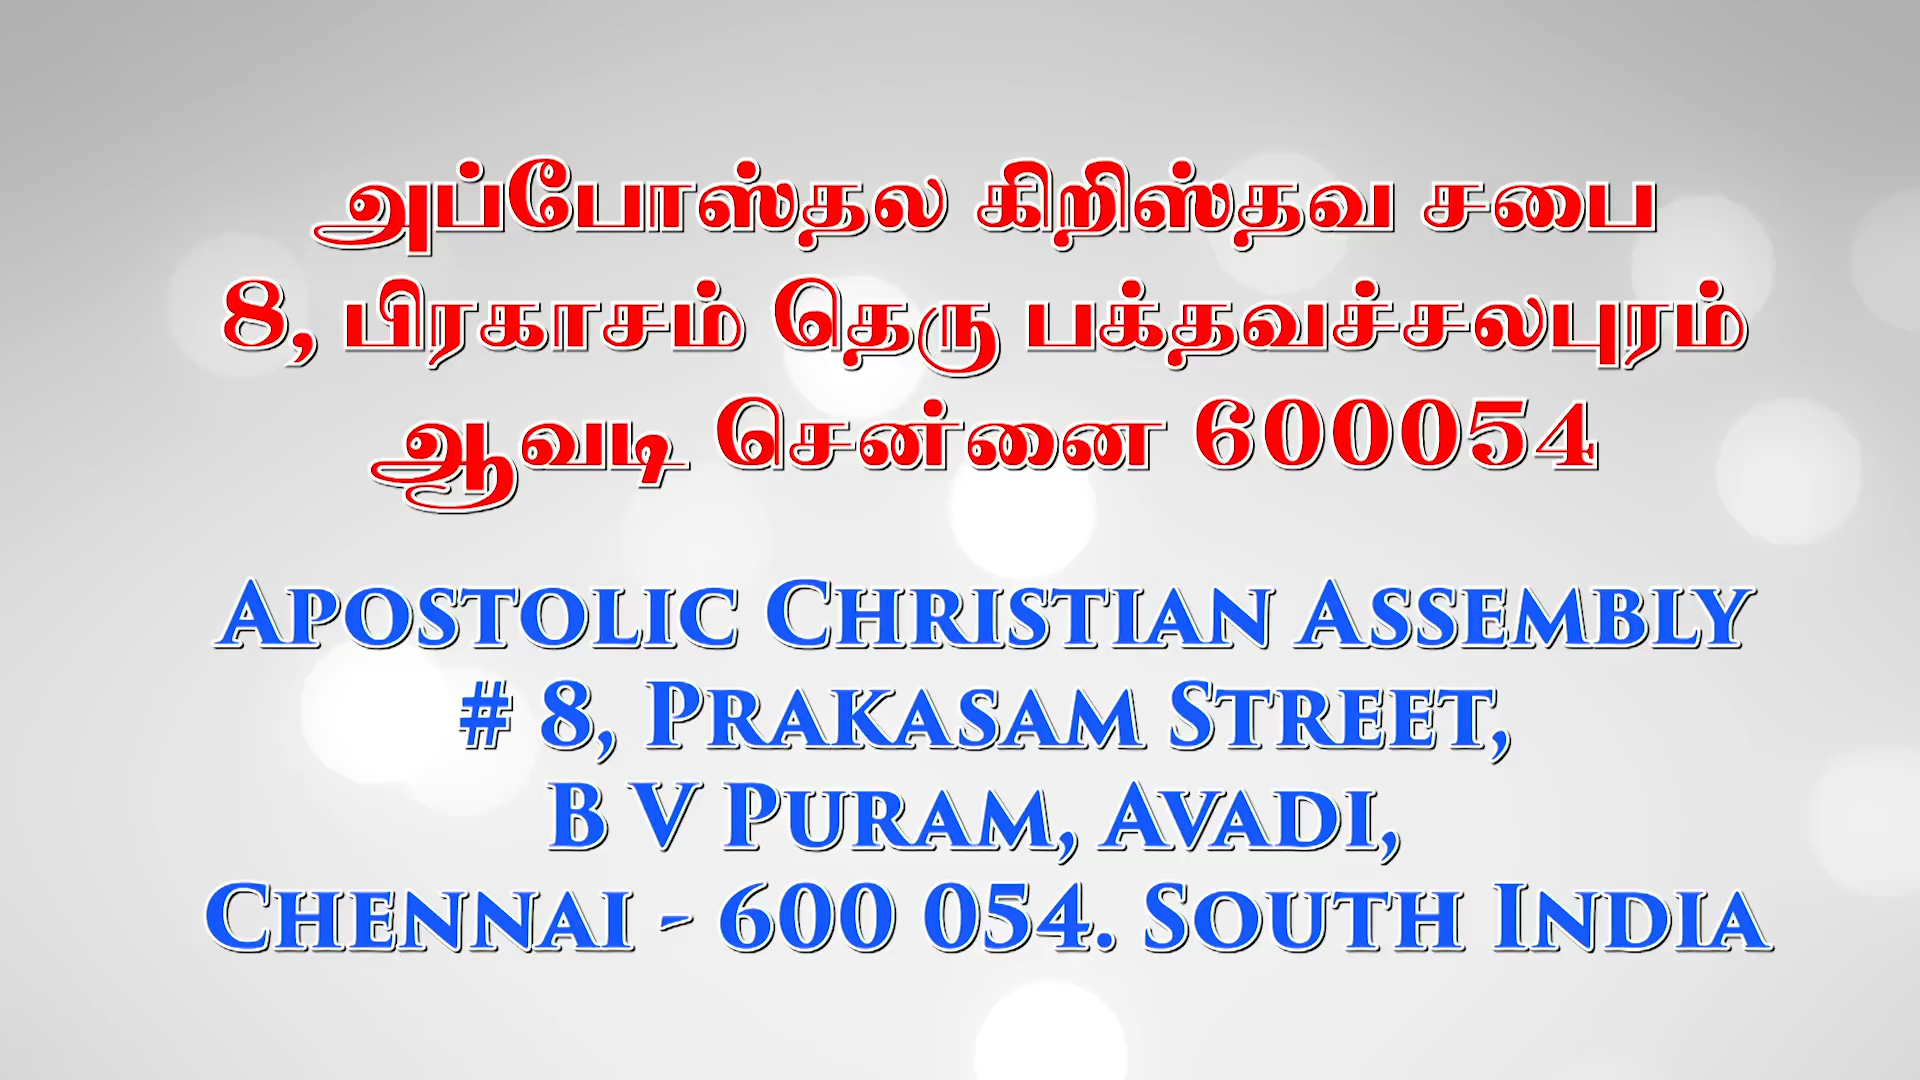 அப்போஸ்தல கிறிஸ்தவ சபை
8, பிரகாசம் தெரு பக்தவச்சலபுரம்
ஆவடி சென்னை 600054
Apostolic Christian Assembly
# 8, Prakasam Street,
B V Puram, Avadi,
Chennai - 600 054. South India